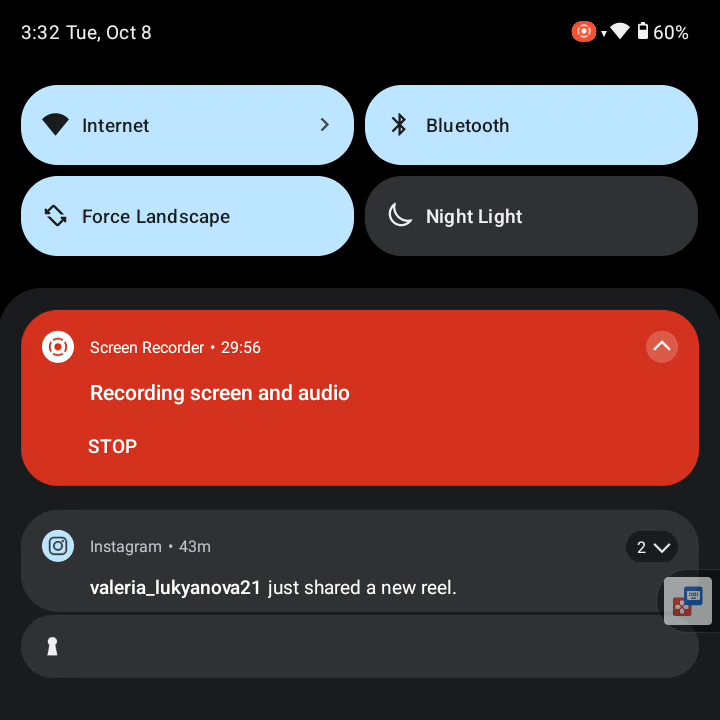 3:32 Tue, Oct 8 60%
Internet
Bluetooth
Force Landscape
Night Light
Screen Recorder • 29:56
Recording screen and audio
STOP
Instagram • 43m
2
valeria_lukyanova21 just shared a new reel.